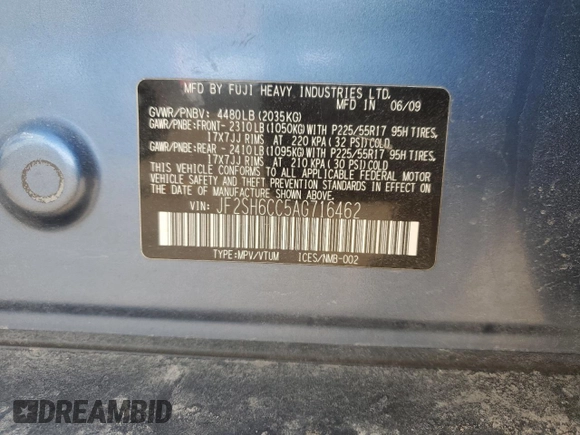 MFD BY FUJI HEAVY INDUSTRIES LTD.
MFD IN 06/09
GVWR/PNBV: 4480LB(2035KG)
GAWR/PNBE:FRONT- 2310LB(1050KG)WITH P225/55R17 95H TIRES,
17X7JJ RIMS AT 220 KPA(32 PSI)COLD.
GAWR/PNBE:REAR - 2410LB(1095KG)WITH P225/55R17 95H TIRES,
17X7JJ RIMS AT 210 KPA(30 PSI)COLD.
THIS VEHICLE CONFORMS TO ALL APPLICABLE FEDERAL MOTOR
VEHICLE SAFETY AND THEFT PREVENTION STANDARDS IN EFFECT
ON THE DATE OF MANUFACTURE SHOWN ABOVE.
VIN: JF2SH6CC5AG716462
TYPE:MPV/VTUM ICES/NMB-002
DREAMBID